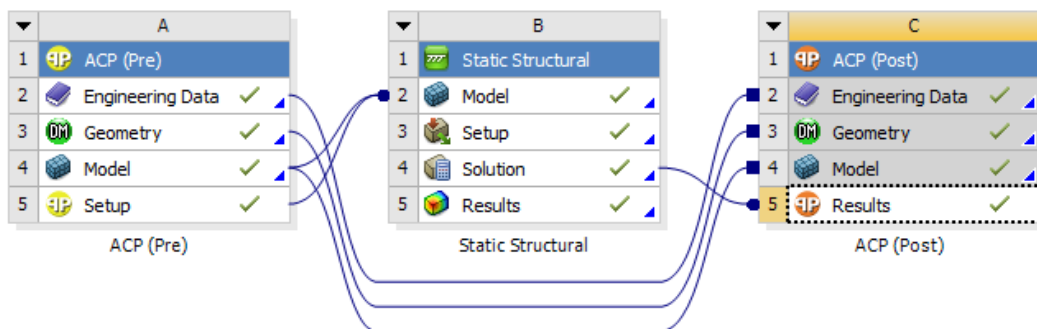 A
1 ACP (Pre)
2 Engineering Data
3 DM Geometry
4 Model
5 Setup
ACP (Pre)
B
1 Static Structural
2 Model
3 Setup
4 Solution
5 Results
Static Structural
C
1 ACP (Post)
2 Engineering Data
3 DM Geometry
4 Model
5 Results
ACP (Post)